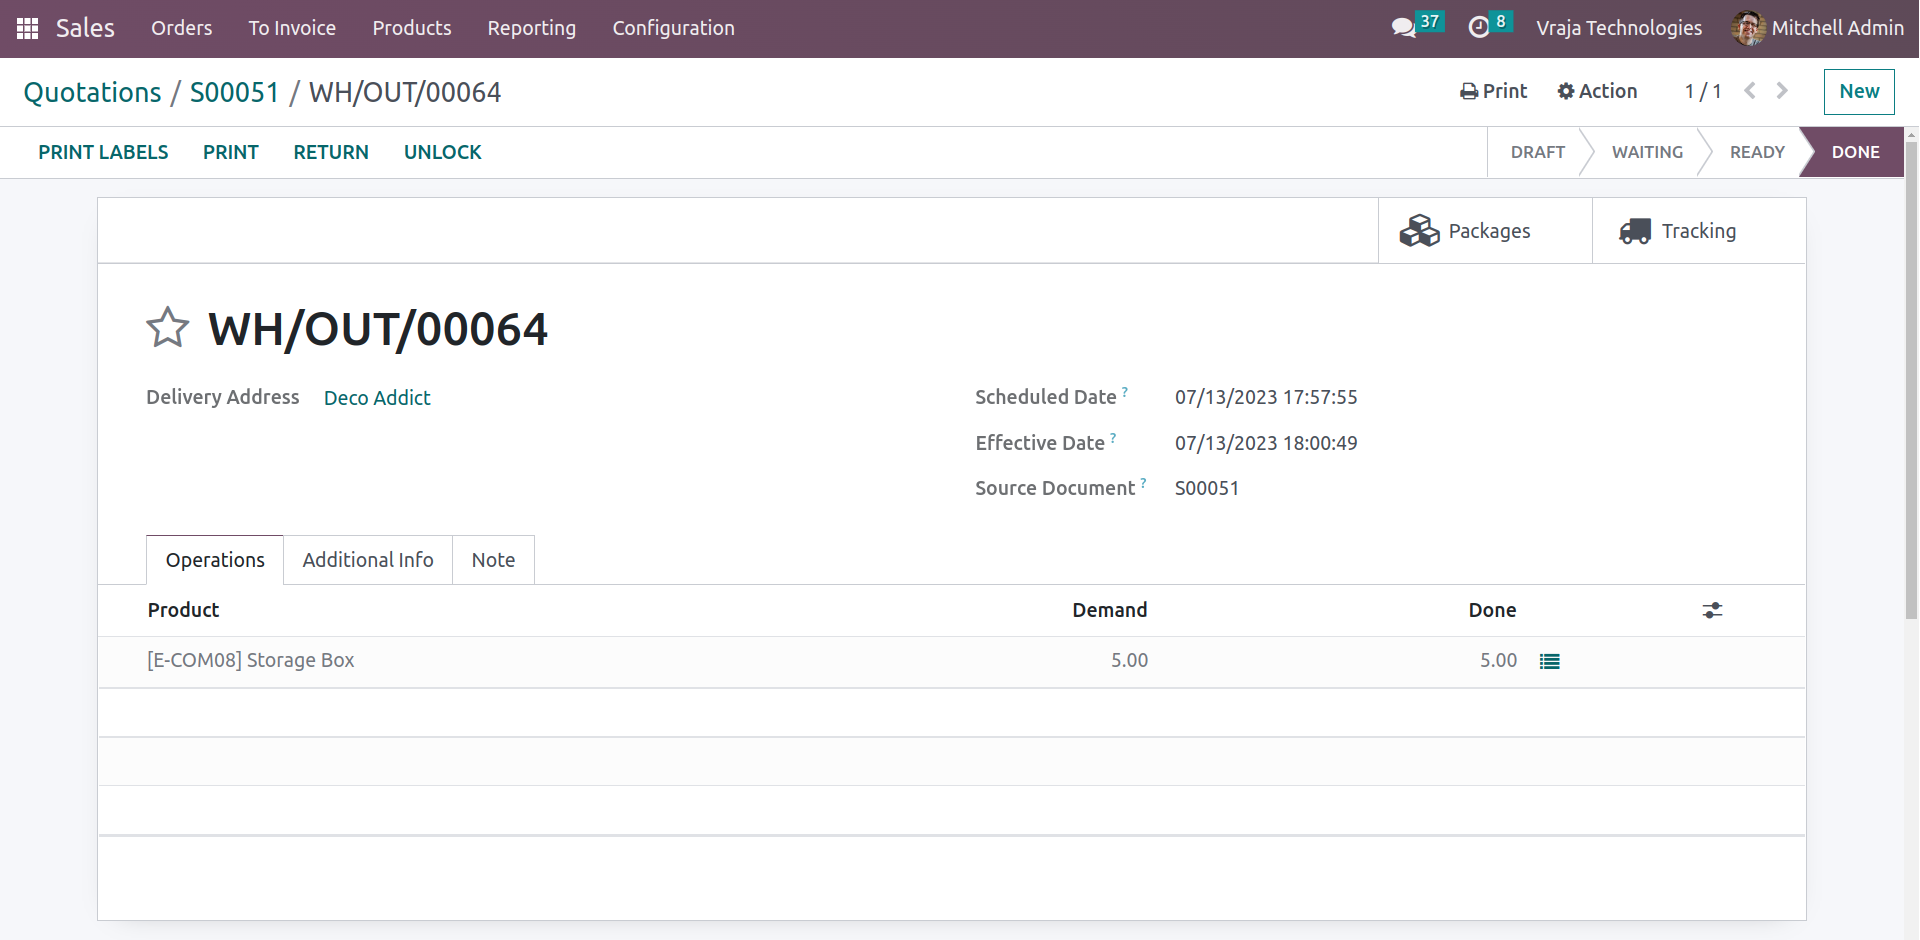 Sales Orders To Invoice Products Reporting Configuration 37 8 Vraja Technologies Mitchell Admin
Quotations / S00051 / WH/OUT/00064 Print Action 1 / 1 New
PRINT LABELS PRINT RETURN UNLOCK DRAFT WAITING READY DONE
Packages Tracking
WH/OUT/00064
Delivery Address Deco Addict Scheduled Date ? 07/13/2023 17:57:55
Effective Date ? 07/13/2023 18:00:49
Source Document ? S00051
Operations Additional Info Note
Product Demand Done
[E-COM08] Storage Box 5.00 5.00